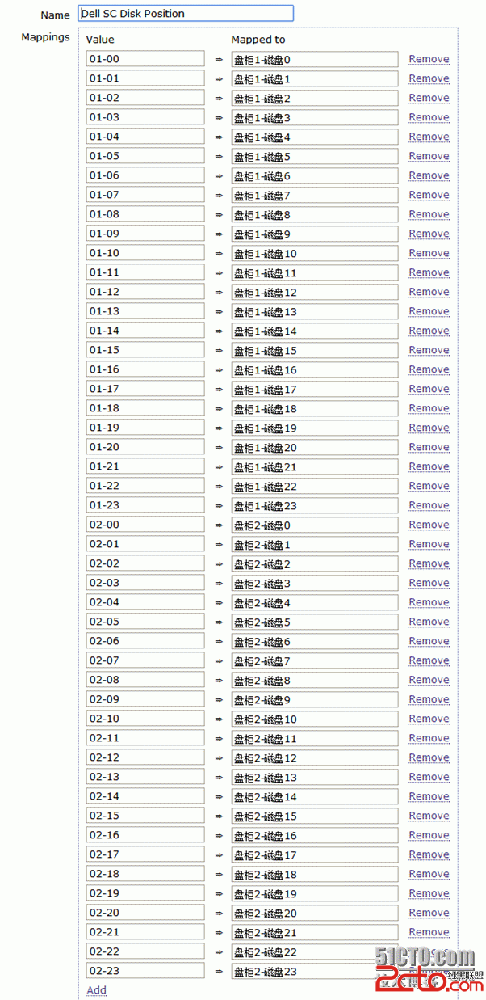 Name Dell SC Disk Position
Mappings Value Mapped to
01-00 ⇒ 盘柜1-磁盘0 Remove
01-01 ⇒ 盘柜1-磁盘1 Remove
01-02 ⇒ 盘柜1-磁盘2 Remove
01-03 ⇒ 盘柜1-磁盘3 Remove
01-04 ⇒ 盘柜1-磁盘4 Remove
01-05 ⇒ 盘柜1-磁盘5 Remove
01-06 ⇒ 盘柜1-磁盘6 Remove
01-07 ⇒ 盘柜1-磁盘7 Remove
01-08 ⇒ 盘柜1-磁盘8 Remove
01-09 ⇒ 盘柜1-磁盘9 Remove
01-10 ⇒ 盘柜1-磁盘10 Remove
01-11 ⇒ 盘柜1-磁盘11 Remove
01-12 ⇒ 盘柜1-磁盘12 Remove
01-13 ⇒ 盘柜1-磁盘13 Remove
01-14 ⇒ 盘柜1-磁盘14 Remove
01-15 ⇒ 盘柜1-磁盘15 Remove
01-16 ⇒ 盘柜1-磁盘16 Remove
01-17 ⇒ 盘柜1-磁盘17 Remove
01-18 ⇒ 盘柜1-磁盘18 Remove
01-19 ⇒ 盘柜1-磁盘19 Remove
01-20 ⇒ 盘柜1-磁盘20 Remove
01-21 ⇒ 盘柜1-磁盘21 Remove
01-22 ⇒ 盘柜1-磁盘22 Remove
01-23 ⇒ 盘柜1-磁盘23 Remove
02-00 ⇒ 盘柜2-磁盘0 Remove
02-01 ⇒ 盘柜2-磁盘1 Remove
02-02 ⇒ 盘柜2-磁盘2 Remove
02-03 ⇒ 盘柜2-磁盘3 Remove
02-04 ⇒ 盘柜2-磁盘4 Remove
02-05 ⇒ 盘柜2-磁盘5 Remove
02-06 ⇒ 盘柜2-磁盘6 Remove
02-07 ⇒ 盘柜2-磁盘7 Remove
02-08 ⇒ 盘柜2-磁盘8 Remove
02-09 ⇒ 盘柜2-磁盘9 Remove
02-10 ⇒ 盘柜2-磁盘10 Remove
02-11 ⇒ 盘柜2-磁盘11 Remove
02-12 ⇒ 盘柜2-磁盘12 Remove
02-13 ⇒ 盘柜2-磁盘13 Remove
02-14 ⇒ 盘柜2-磁盘14 Remove
02-15 ⇒ 盘柜2-磁盘15 Remove
02-16 ⇒ 盘柜2-磁盘16 Remove
02-17 ⇒ 盘柜2-磁盘17 Remove
02-18 ⇒ 盘柜2-磁盘18 Remove
02-19 ⇒ 盘柜2-磁盘19 Remove
02-20 ⇒ 盘柜2-磁盘20 Remove
02-21 ⇒ 盘柜2-磁盘21 Remove
02-22 ⇒ 盘柜2-磁盘22
51CTO.com
02-23 ⇒ 盘柜2-磁盘23
红黑联盟
2cto.com
Add